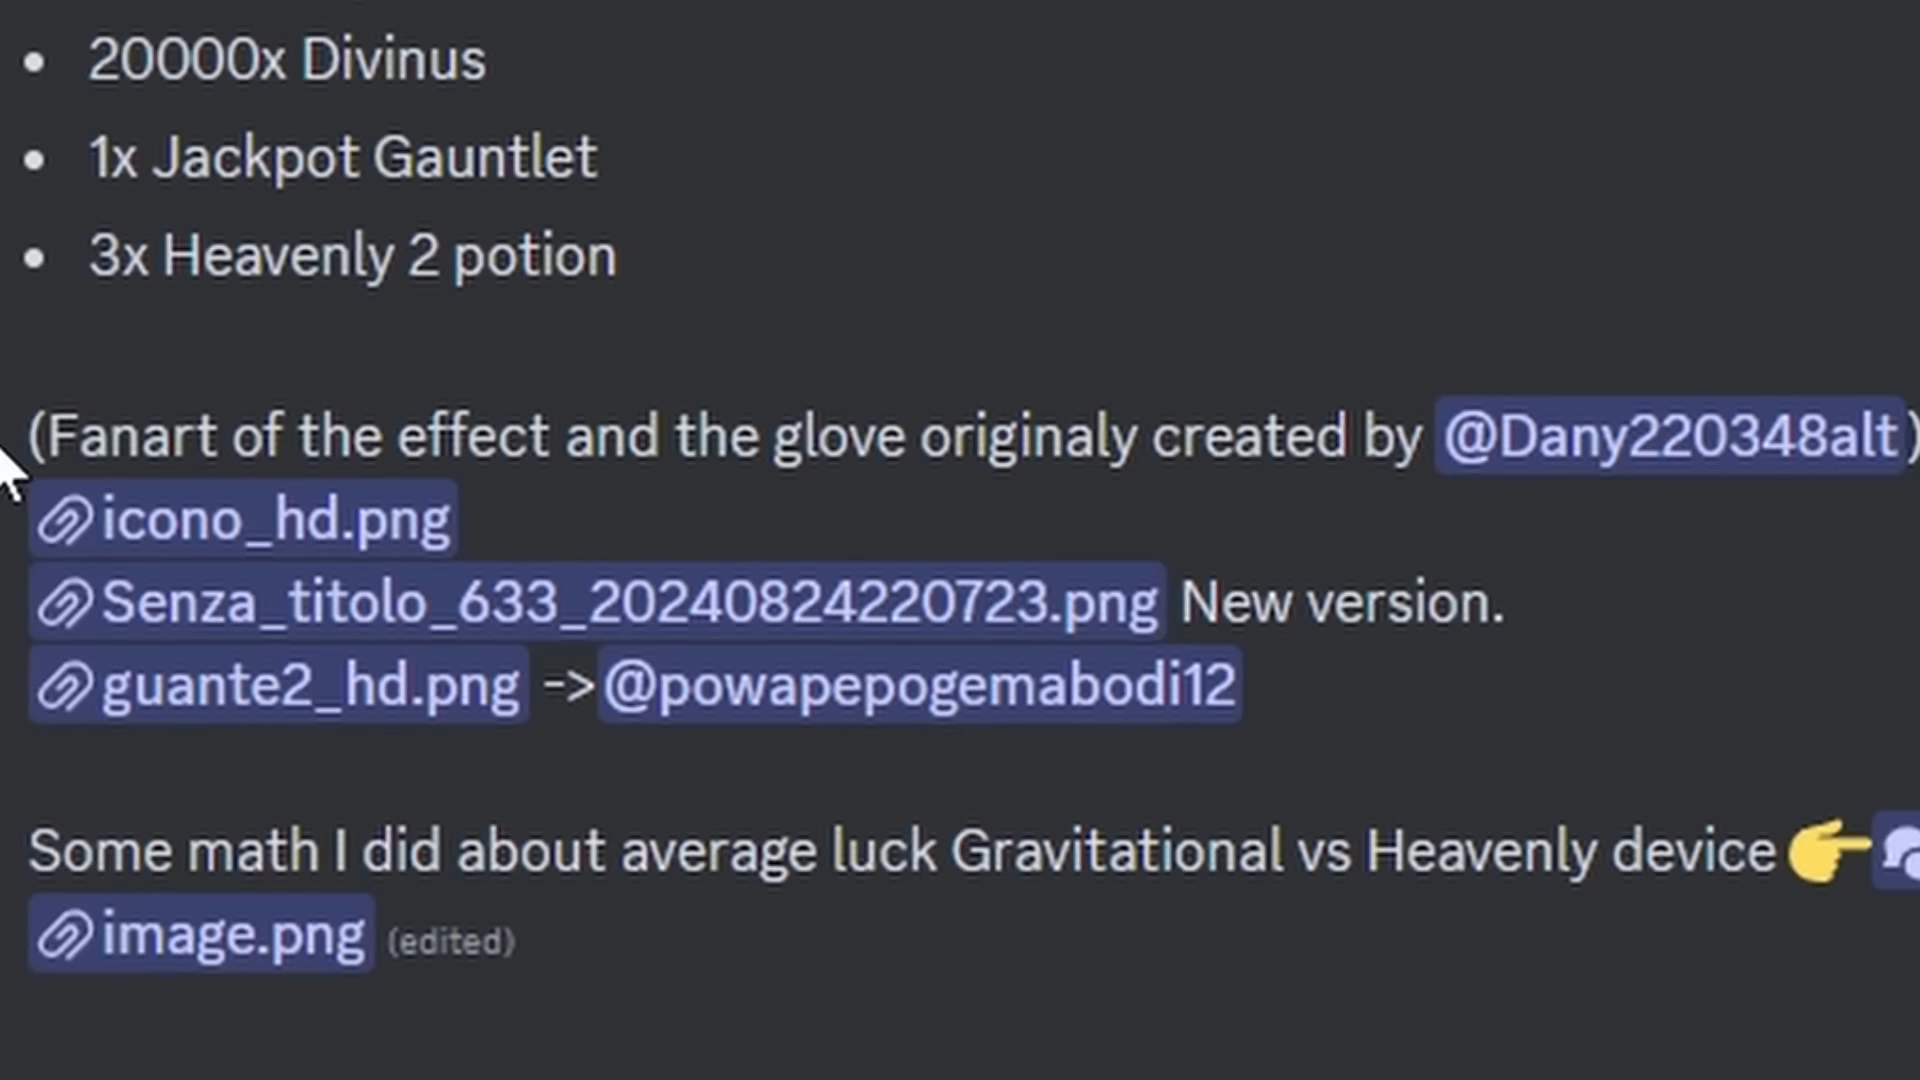 • 20000x Divinus
• 1x Jackpot Gauntlet
• 3x Heavenly 2 potion
(Fanart of the effect and the glove originaly created by @Dany220348alt)
icono_hd.png
Senza_titolo_633_20240824220723.png New version.
guante2_hd.png -> @powapepogemabodi12
Some math I did about average luck Gravitational vs Heavenly device 👉
image.png (edited)